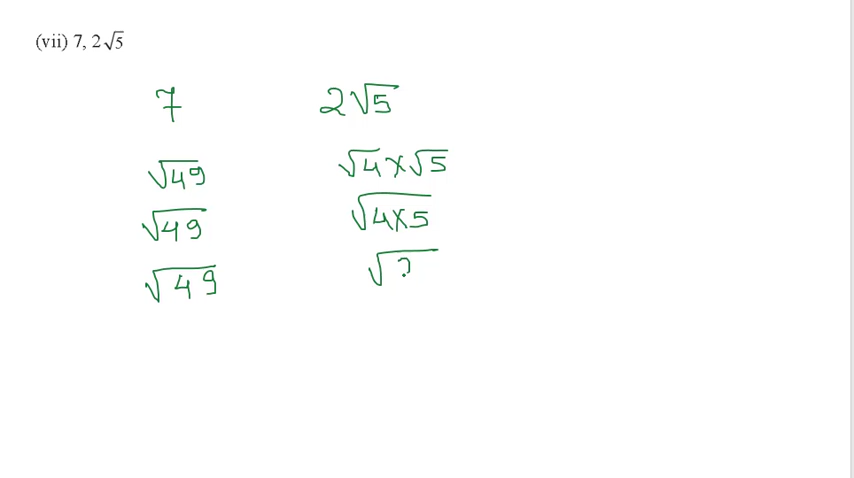 (vii) 7, 2√5
7 2√5
√49 √4×√5
√49 √4×5
√49 √?